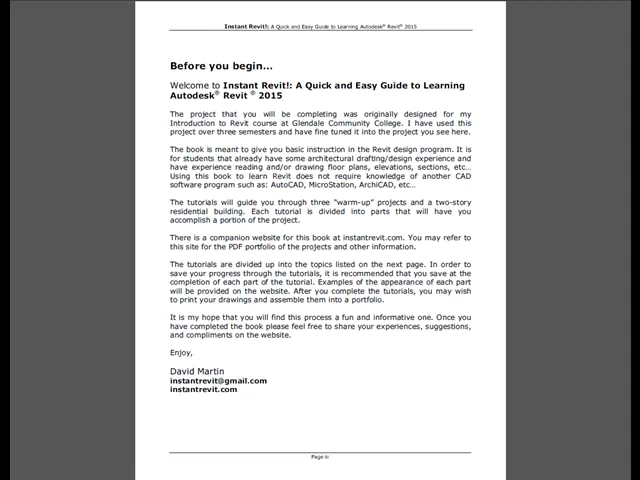 Instant Revit!: A Quick and Easy Guide to Learning Autodesk® Revit® 2015
Before you begin…
Welcome to Instant Revit!: A Quick and Easy Guide to Learning
Autodesk® Revit ® 2015
The project that you will be completing was originally designed for my
Introduction to Revit course at Glendale Community College. I have used this
project over three semesters and have fine tuned it into the project you see here.
The book is meant to give you basic instruction in the Revit design program. It is
for students that already have some architectural drafting/design experience and
have experience reading and/or drawing floor plans, elevations, sections, etc…
Using this book to learn Revit does not require knowledge of another CAD
software program such as: AutoCAD, MicroStation, ArchiCAD, etc…
The tutorials will guide you through three "warm-up" projects and a two-story
residential building. Each tutorial is divided into parts that will have you
accomplish a portion of the project.
There is a companion website for this book at instantrevit.com. You may refer to
this site for the PDF portfolio of the projects and other information.
The tutorials are divided up into the topics listed on the next page. In order to
save your progress through the tutorials, it is recommended that you save at the
completion of each part of the tutorial. Examples of the appearance of each part
will be provided on the website. After you complete the tutorials, you may wish
to print your drawings and assemble them into a portfolio.
It is my hope that you will find this process a fun and informative one. Once you
have completed the book please feel free to share your experiences, suggestions,
and compliments on the website.
Enjoy,
David Martin
instantrevit@gmail.com
instantrevit.com
Page iii